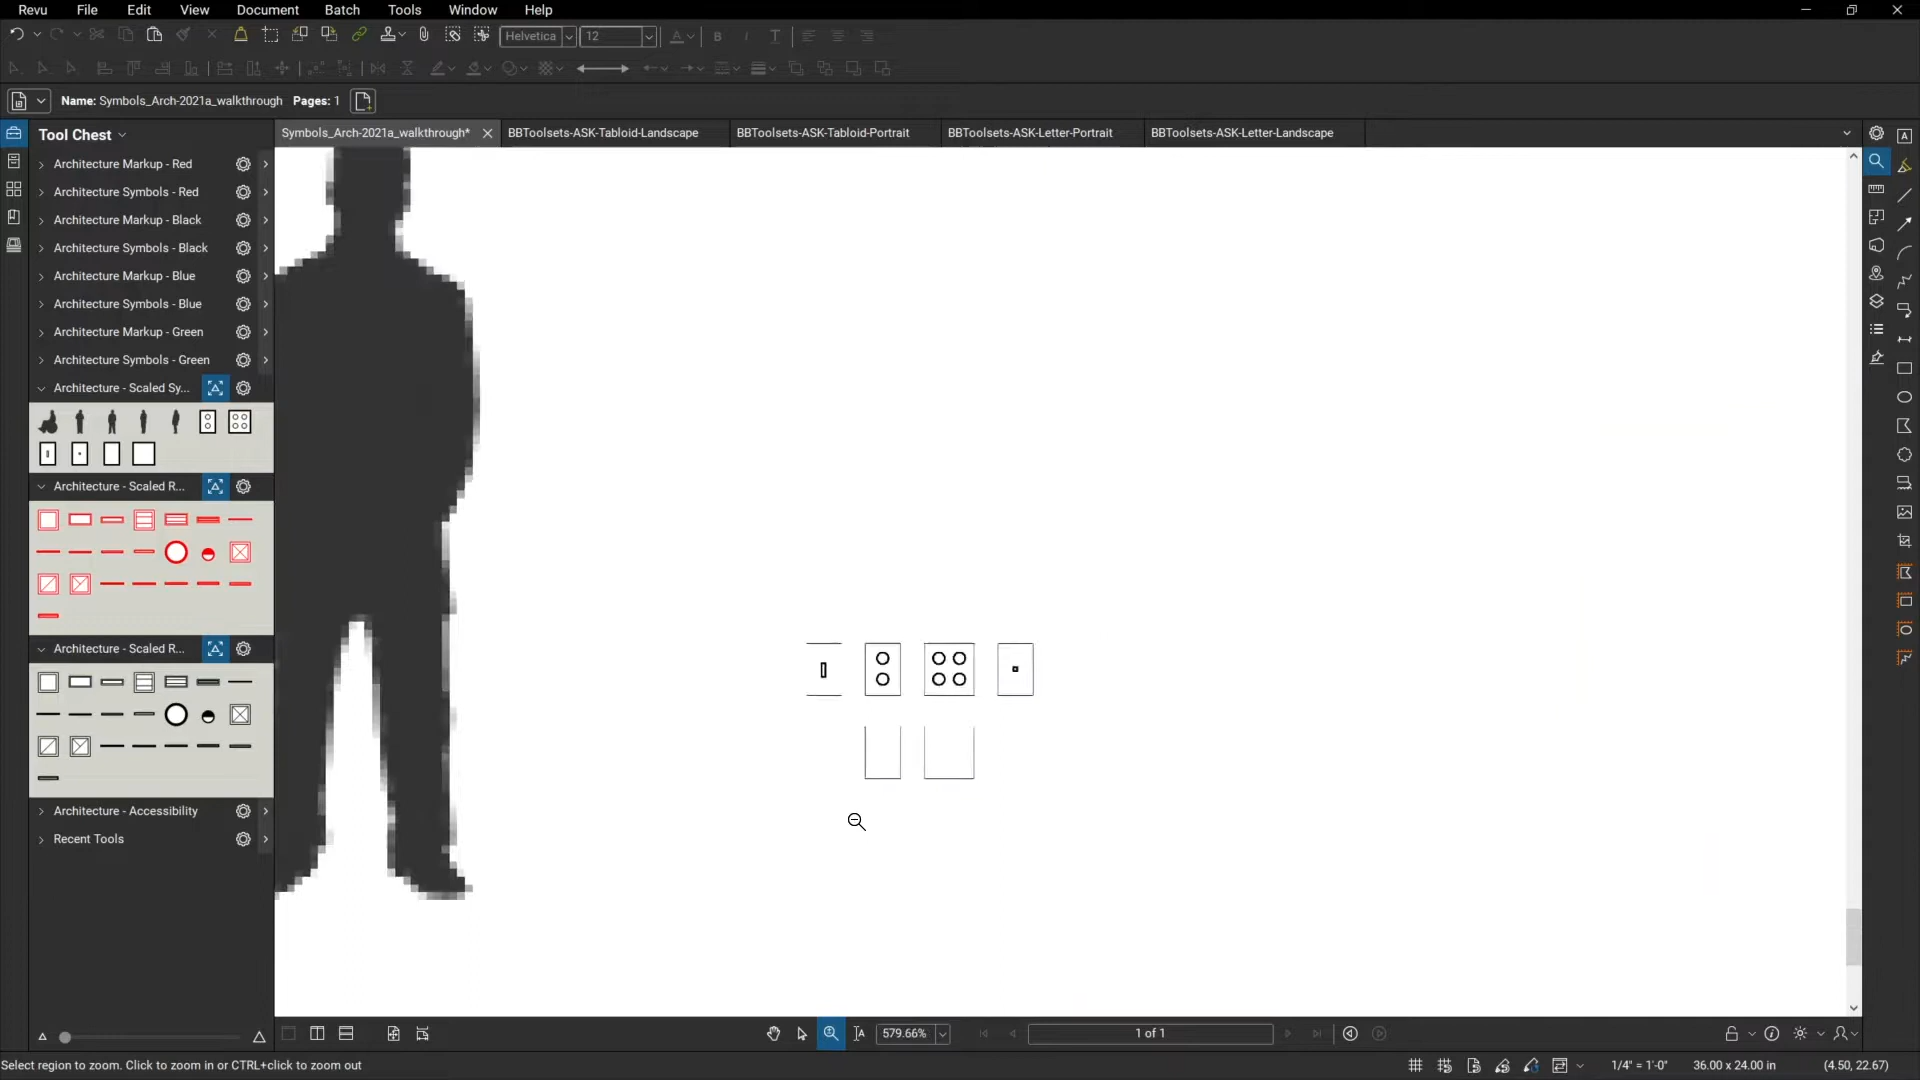 Revu File Edit View Document Batch Tools Window Help
Helvetica 12
Name: Symbols_Arch-2021a_walkthrough Pages: 1
Tool Chest
Symbols_Arch-2021a_walkthrough* BBToolsets-ASK-Tabloid-Landscape BBToolsets-ASK-Tabloid-Portrait BBToolsets-ASK-Letter-Portrait BBToolsets-ASK-Letter-Landscape
Architecture Markup - Red
Architecture Symbols - Red
Architecture Markup - Black
Architecture Symbols - Black
Architecture Markup - Blue
Architecture Symbols - Blue
Architecture Markup - Green
Architecture Symbols - Green
Architecture - Scaled Sy...
Architecture - Scaled R...
Architecture - Scaled R...
Architecture - Accessibility
Recent Tools
579.66% 1 of 1
Select region to zoom. Click to zoom in or CTRL+click to zoom out
1/4" = 1'-0" 36.00 x 24.00 in (4.50, 22.67)